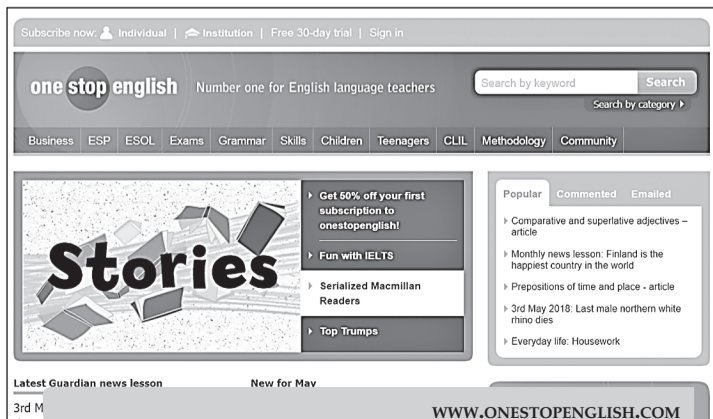 Subscribe now: Individual | Institution | Free 30-day trial | Sign in
one stop english Number one for English language teachers
Search by keyword Search
Search by category
Business ESP ESOL Exams Grammar Skills Children Teenagers CLIL Methodology Community
Stories
Get 50% off your first
subscription to
onestopenglish!
Fun with IELTS
Serialized Macmillan
Readers
Top Trumps
Popular Commented Emailed
Comparative and superlative adjectives –
article
Monthly news lesson: Finland is the
happiest country in the world
Prepositions of time and place - article
3rd May 2018: Last male northern white
rhino dies
Everyday life: Housework
Latest Guardian news lesson New for May
3rd M
WWW.ONESTOPENGLISH.COM